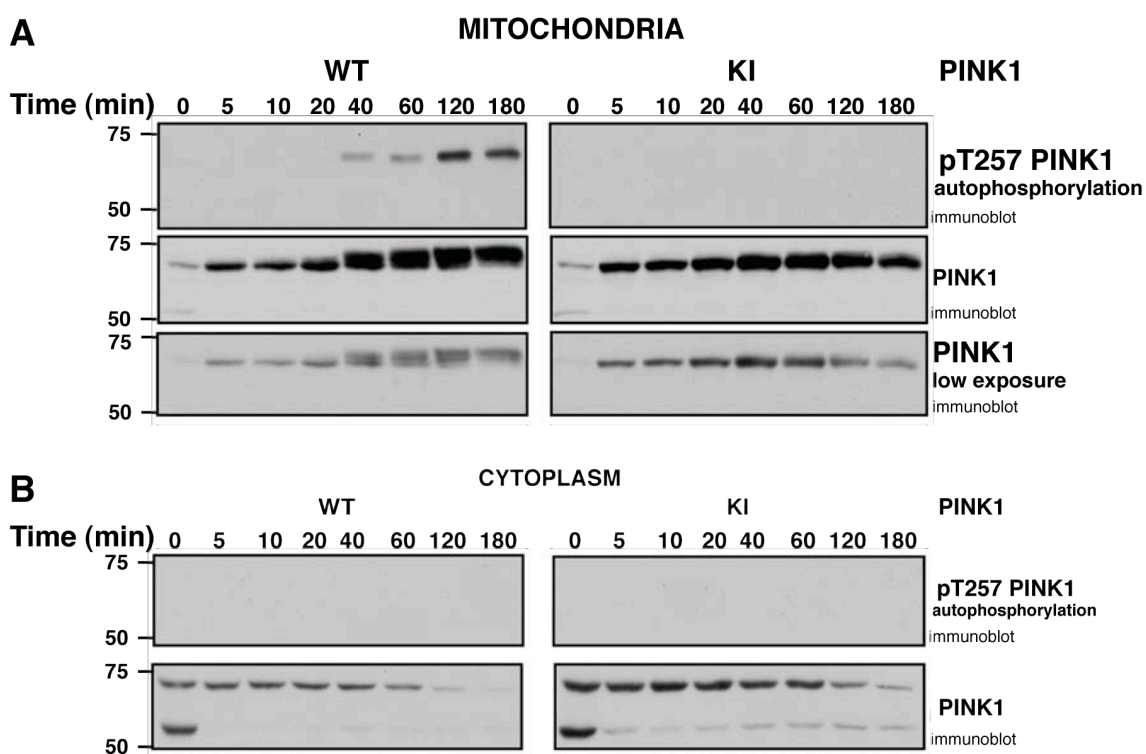 A
MITOCHONDRIA
WT KI PINK1
Time (min) 0 5 10 20 40 60 120 180 0 5 10 20 40 60 120 180
75
pT257 PINK1
autophosphorylation
50
immunoblot
75
PINK1
50
immunoblot
75
PINK1
low exposure
50
immunoblot
B
CYTOPLASM
WT KI PINK1
Time (min) 0 5 10 20 40 60 120 180 0 5 10 20 40 60 120 180
75
pT257 PINK1
autophosphorylation
50
immunoblot
75
PINK1
50
immunoblot